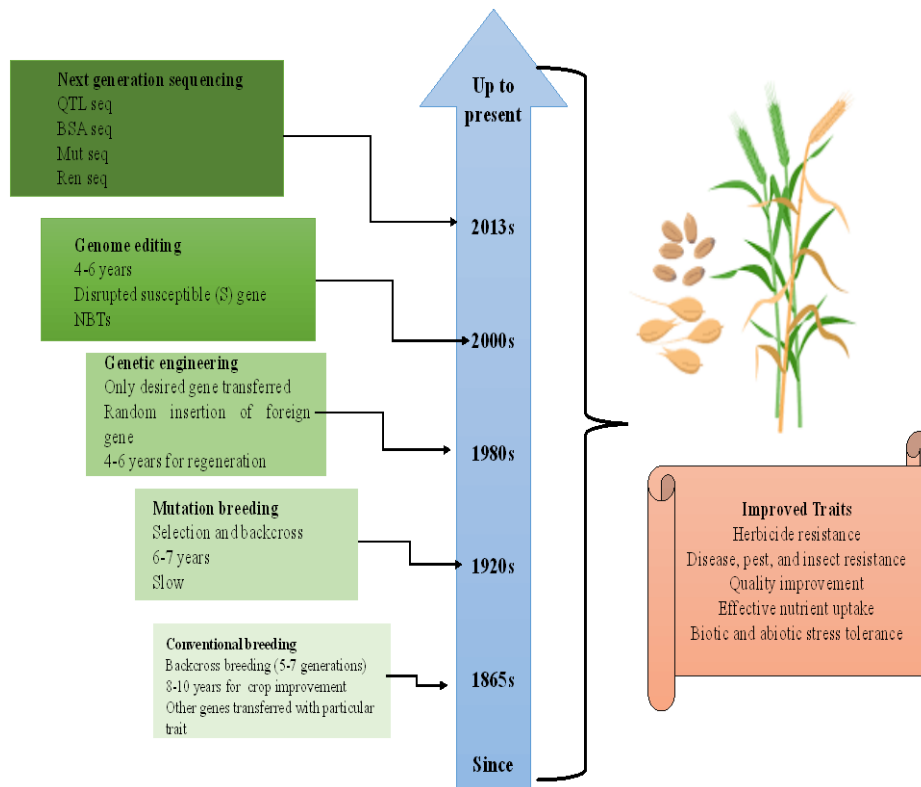 Next generation sequencing
QTL seq
BSA seq
Mut seq
Ren seq
Genome editing
4-6 years
Disrupted susceptible (S) gene
NBTs
Genetic engineering
Only desired gene transferred
Random insertion of foreign
gene
4-6 years for regeneration
Mutation breeding
Selection and backcross
6-7 years
Slow
Conventional breeding
Backcross breeding (5-7 generations)
8-10 years for crop improvement
Other genes transferred with particular
trait
Up to
present
2013s
2000s
1980s
1920s
1865s
Since
Improved Traits
Herbicide resistance
Disease, pest, and insect resistance
Quality improvement
Effective nutrient uptake
Biotic and abiotic stress tolerance